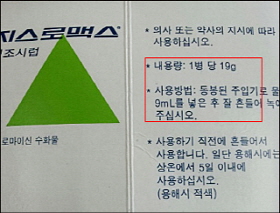 지스로맥스
조시럽
로마이신 수화물
* 의사 또는 약사의 지시에 따라
사용하십시오.
* 내용량: 1병 당 19g
* 사용방법: 동봉된 주입기로 물
9mL를 넣은 후 잘 흔들어 녹여
주십시오.
* 사용하기 직전에 흔들어서
사용합니다. 일단 용해시에는
상온에서 5일 이내에
사용하십시오.
(용해시 적색)